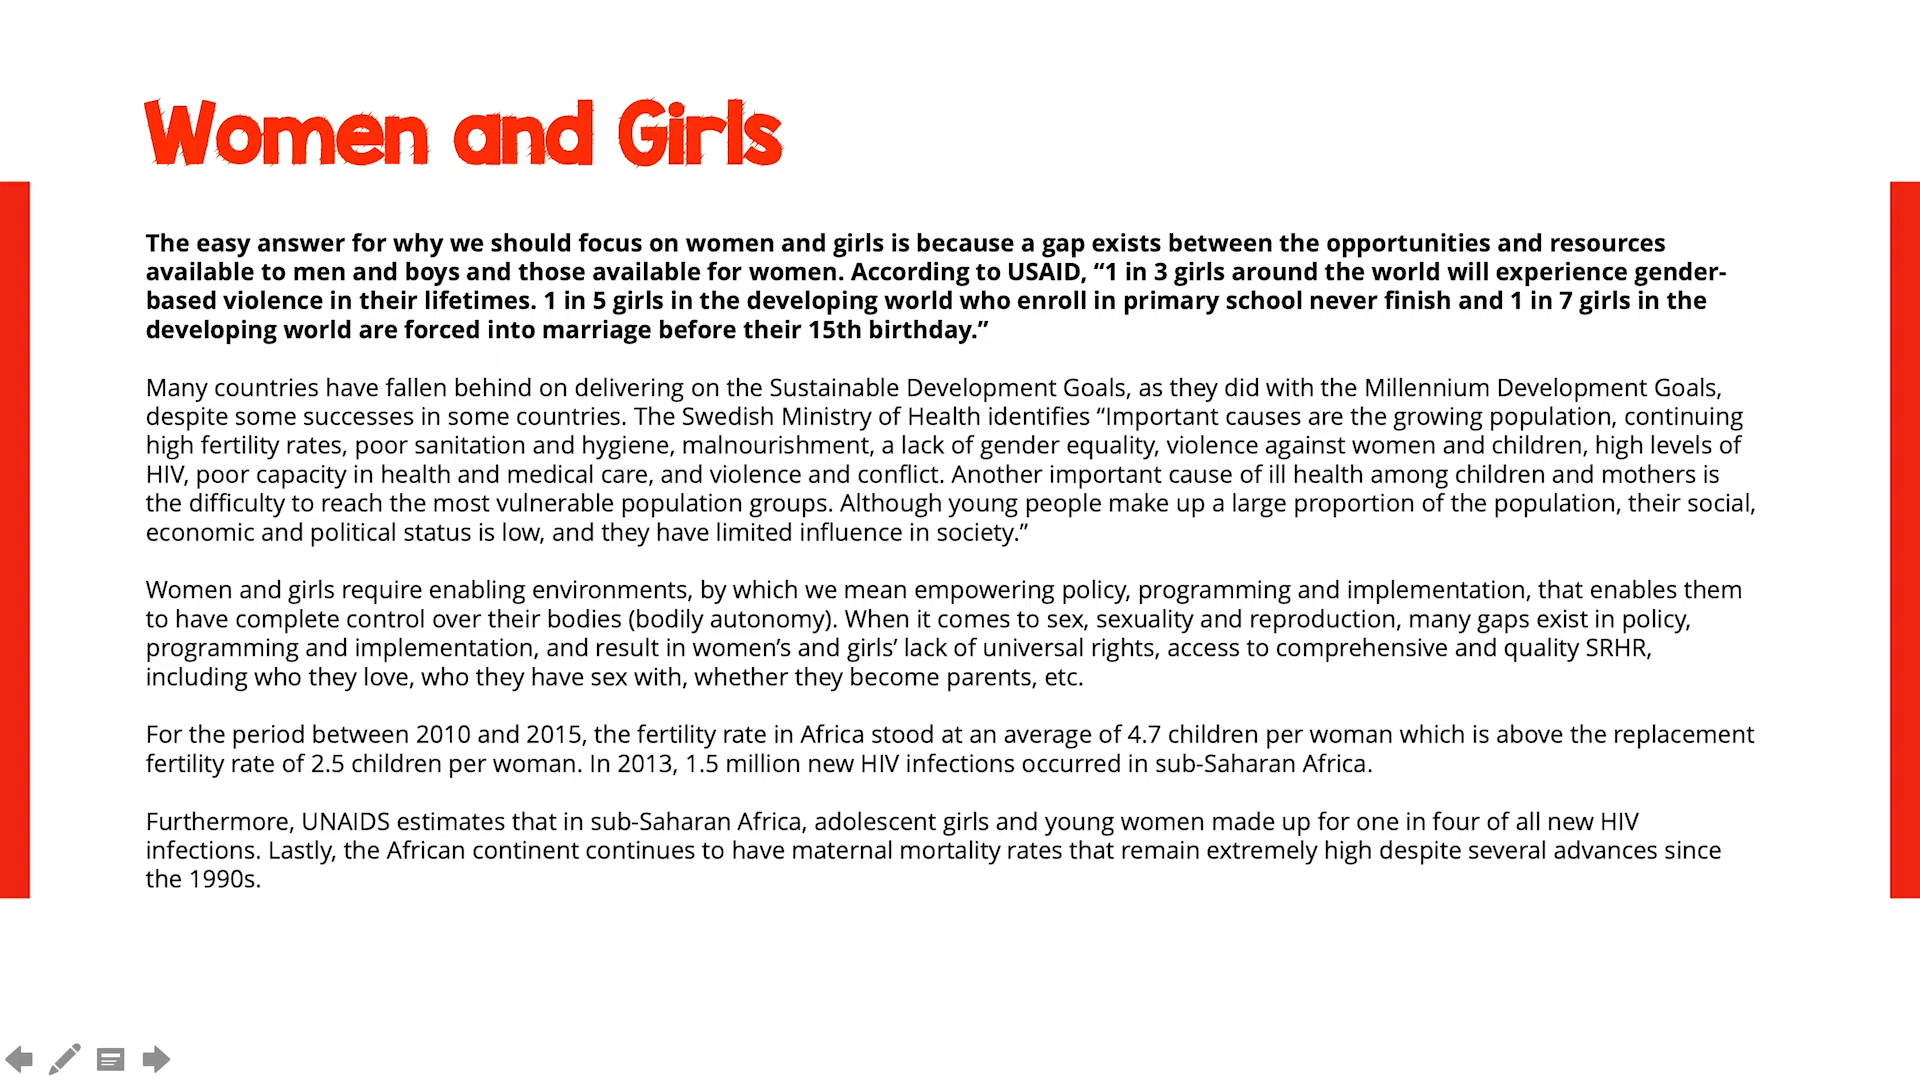 Women and Girls
The easy answer for why we should focus on women and girls is because a gap exists between the opportunities and resources
available to men and boys and those available for women. According to USAID, “1 in 3 girls around the world will experience gender-
based violence in their lifetimes. 1 in 5 girls in the developing world who enroll in primary school never finish and 1 in 7 girls in the
developing world are forced into marriage before their 15th birthday.”
Many countries have fallen behind on delivering on the Sustainable Development Goals, as they did with the Millennium Development Goals,
despite some successes in some countries. The Swedish Ministry of Health identifies “Important causes are the growing population, continuing
high fertility rates, poor sanitation and hygiene, malnourishment, a lack of gender equality, violence against women and children, high levels of
HIV, poor capacity in health and medical care, and violence and conflict. Another important cause of ill health among children and mothers is
the difficulty to reach the most vulnerable population groups. Although young people make up a large proportion of the population, their social,
economic and political status is low, and they have limited influence in society.”
Women and girls require enabling environments, by which we mean empowering policy, programming and implementation, that enables them
to have complete control over their bodies (bodily autonomy). When it comes to sex, sexuality and reproduction, many gaps exist in policy,
programming and implementation, and result in women’s and girls’ lack of universal rights, access to comprehensive and quality SRHR,
including who they love, who they have sex with, whether they become parents, etc.
For the period between 2010 and 2015, the fertility rate in Africa stood at an average of 4.7 children per woman which is above the replacement
fertility rate of 2.5 children per woman. In 2013, 1.5 million new HIV infections occurred in sub-Saharan Africa.
Furthermore, UNAIDS estimates that in sub-Saharan Africa, adolescent girls and young women made up for one in four of all new HIV
infections. Lastly, the African continent continues to have maternal mortality rates that remain extremely high despite several advances since
the 1990s.